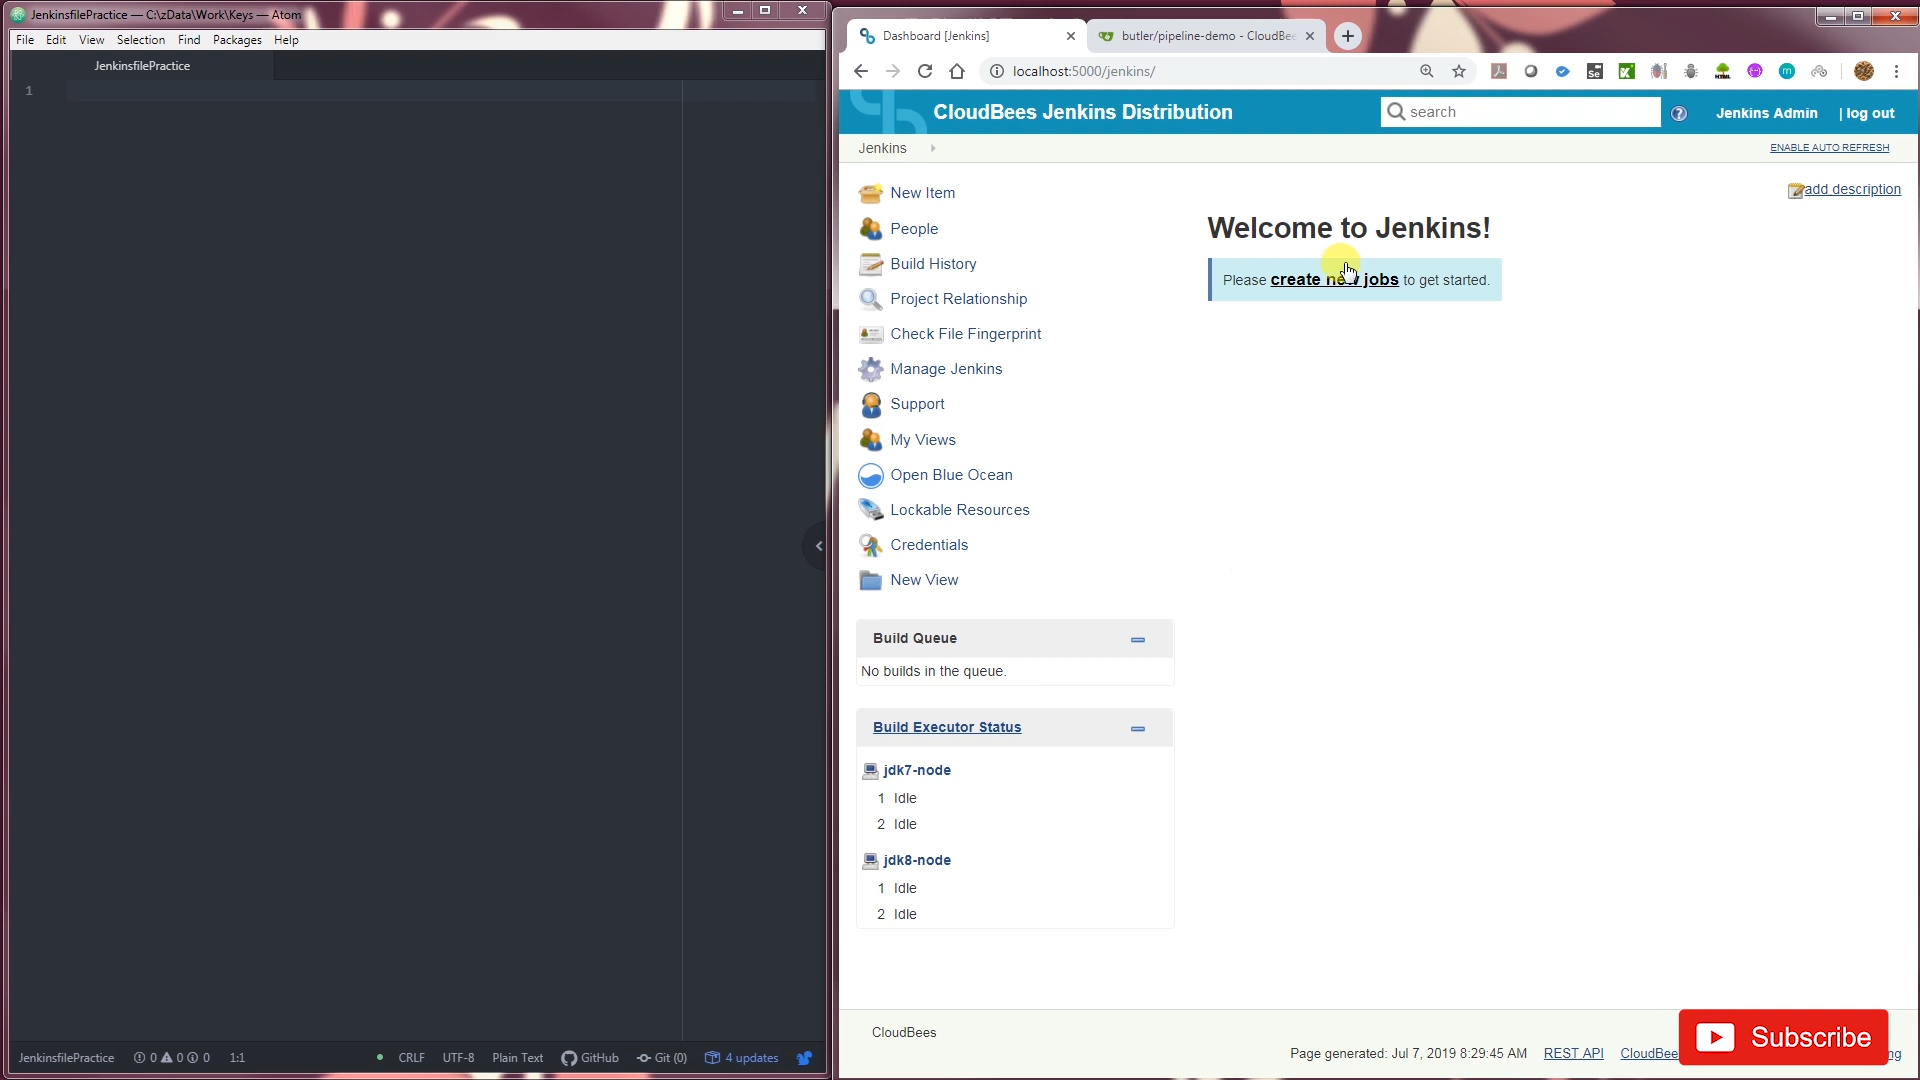 JenkinsfilePractice — C:\zData\Work\Keys — Atom
File Edit View Selection Find Packages Help
JenkinsfilePractice
1
JenkinsfilePractice 0 0 0 1:1 CRLF UTF-8 Plain Text GitHub Git (0) 4 updates
Dashboard [Jenkins]
butler/pipeline-demo - CloudBee
localhost:5000/jenkins/
CloudBees Jenkins Distribution
search
Jenkins Admin | log out
Jenkins
ENABLE AUTO REFRESH
New Item
People
Build History
Project Relationship
Check File Fingerprint
Manage Jenkins
Support
My Views
Open Blue Ocean
Lockable Resources
Credentials
New View
add description
Welcome to Jenkins!
Please create new jobs to get started.
Build Queue
No builds in the queue.
Build Executor Status
jdk7-node
1 Idle
2 Idle
jdk8-node
1 Idle
2 Idle
CloudBees
Page generated: Jul 7, 2019 8:29:45 AM REST API CloudBee
Subscribe